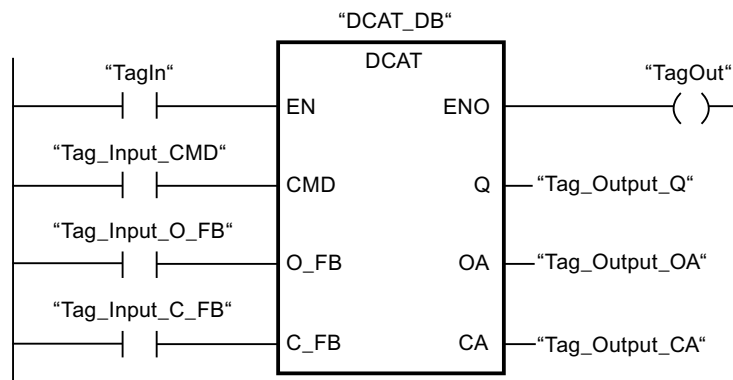 “DCAT_DB“
DCAT
“TagIn“ “TagOut“
EN ENO
“Tag_Input_CMD“
CMD Q “Tag_Output_Q“
“Tag_Input_O_FB“
O_FB OA “Tag_Output_OA“
“Tag_Input_C_FB“
C_FB CA “Tag_Output_CA“